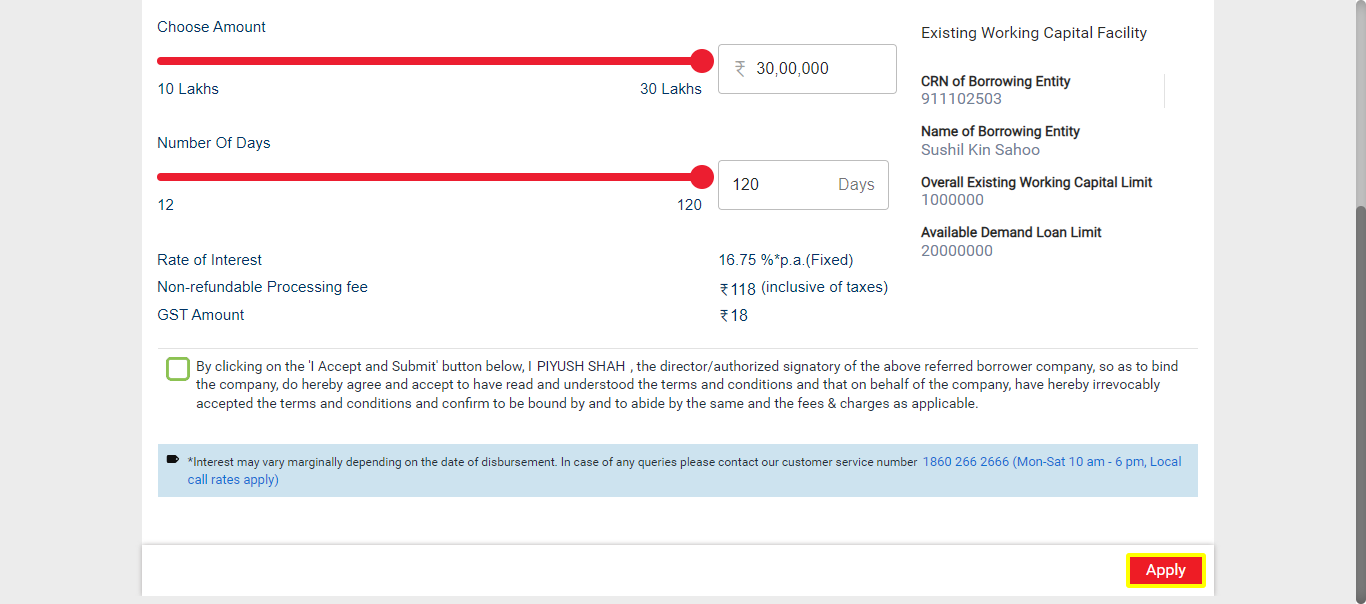 Choose Amount
10 Lakhs
30 Lakhs
₹ 30,00,000
Number Of Days
12
120
120 Days
Rate of Interest
16.75 %*p.a.(Fixed)
Non-refundable Processing fee
₹118 (inclusive of taxes)
GST Amount
₹18
Existing Working Capital Facility
CRN of Borrowing Entity
911102503
Name of Borrowing Entity
Sushil Kin Sahoo
Overall Existing Working Capital Limit
1000000
Available Demand Loan Limit
20000000
By clicking on the 'I Accept and Submit' button below, I PIYUSH SHAH , the director/authorized signatory of the above referred borrower company, so as to bind
the company, do hereby agree and accept to have read and understood the terms and conditions and that on behalf of the company, have hereby irrevocably
accepted the terms and conditions and confirm to be bound by and to abide by the same and the fees & charges as applicable.
*Interest may vary marginally depending on the date of disbursement. In case of any queries please contact our customer service number 1860 266 2666 (Mon-Sat 10 am - 6 pm, Local
call rates apply)
Apply